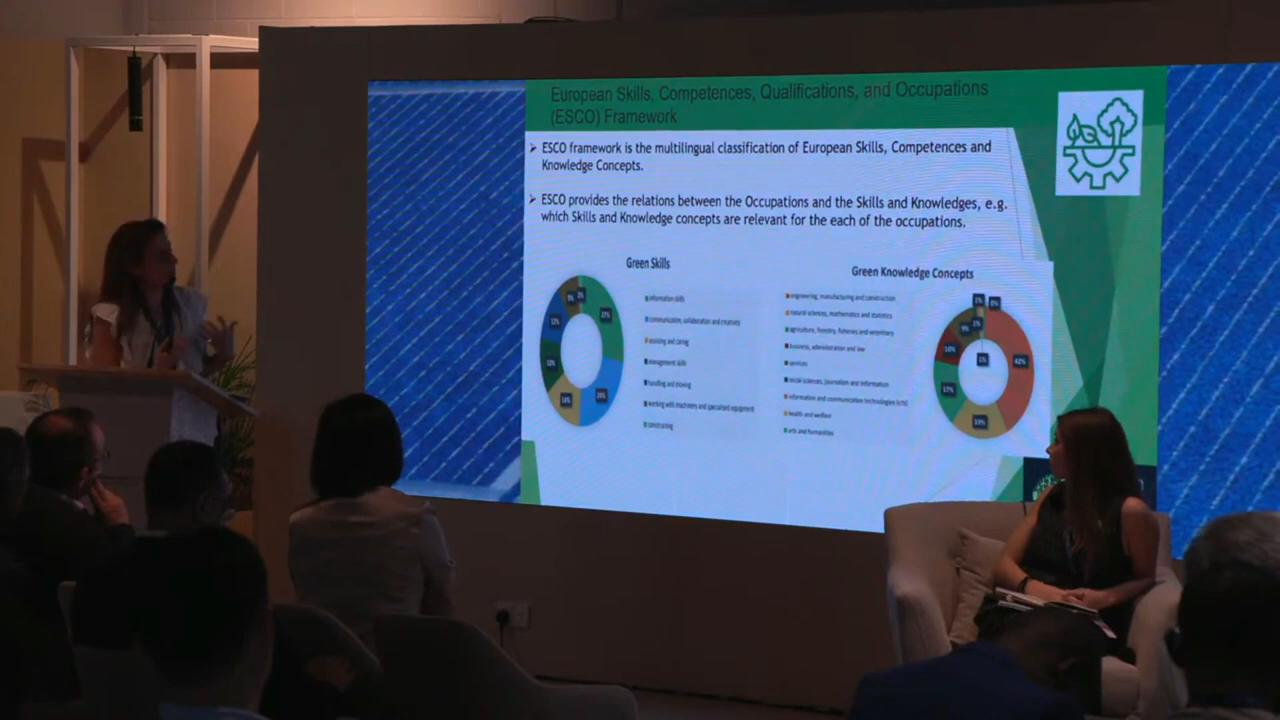 European Skills, Competences, Qualifications, and Occupations
(ESCO) Framework
ESCO framework is the multilingual classification of European Skills, Competences and
Knowledge Concepts.
ESCO provides the relations between the Occupations and the Skills and Knowledges, e.g.
which Skills and Knowledge concepts are relevant for the each of the occupations.
Green Skills
information skills
communication, collaboration and creativity
assisting and caring
management skills
handling and moving
working with machinery and specialised equipment
constructing
Green Knowledge Concepts
engineering, manufacturing and construction
natural sciences, mathematics and statistics
agriculture, forestry, fisheries and veterinary
business, administration and law
services
social sciences, journalism and information
information and communication technologies (icts)
health and welfare
arts and humanities
42%
17%